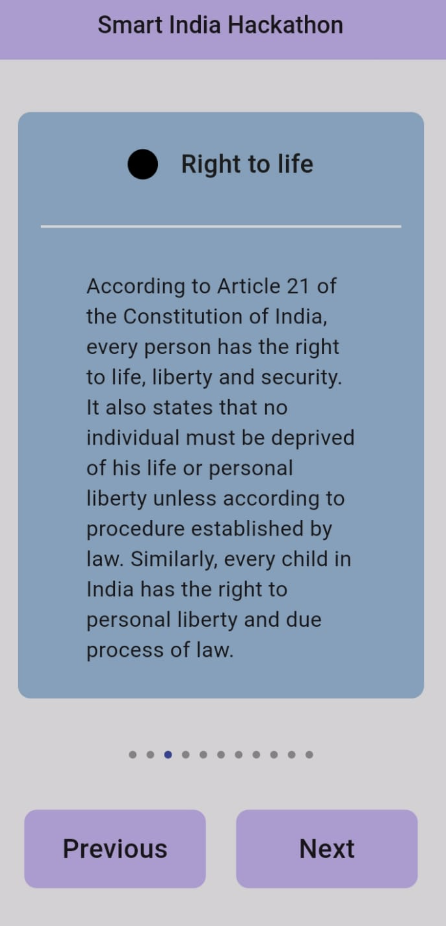 Smart India Hackathon
Right to life
According to Article 21 of
the Constitution of India,
every person has the right
to life, liberty and security.
It also states that no
individual must be deprived
of his life or personal
liberty unless according to
procedure established by
law. Similarly, every child in
India has the right to
personal liberty and due
process of law.
Previous
Next